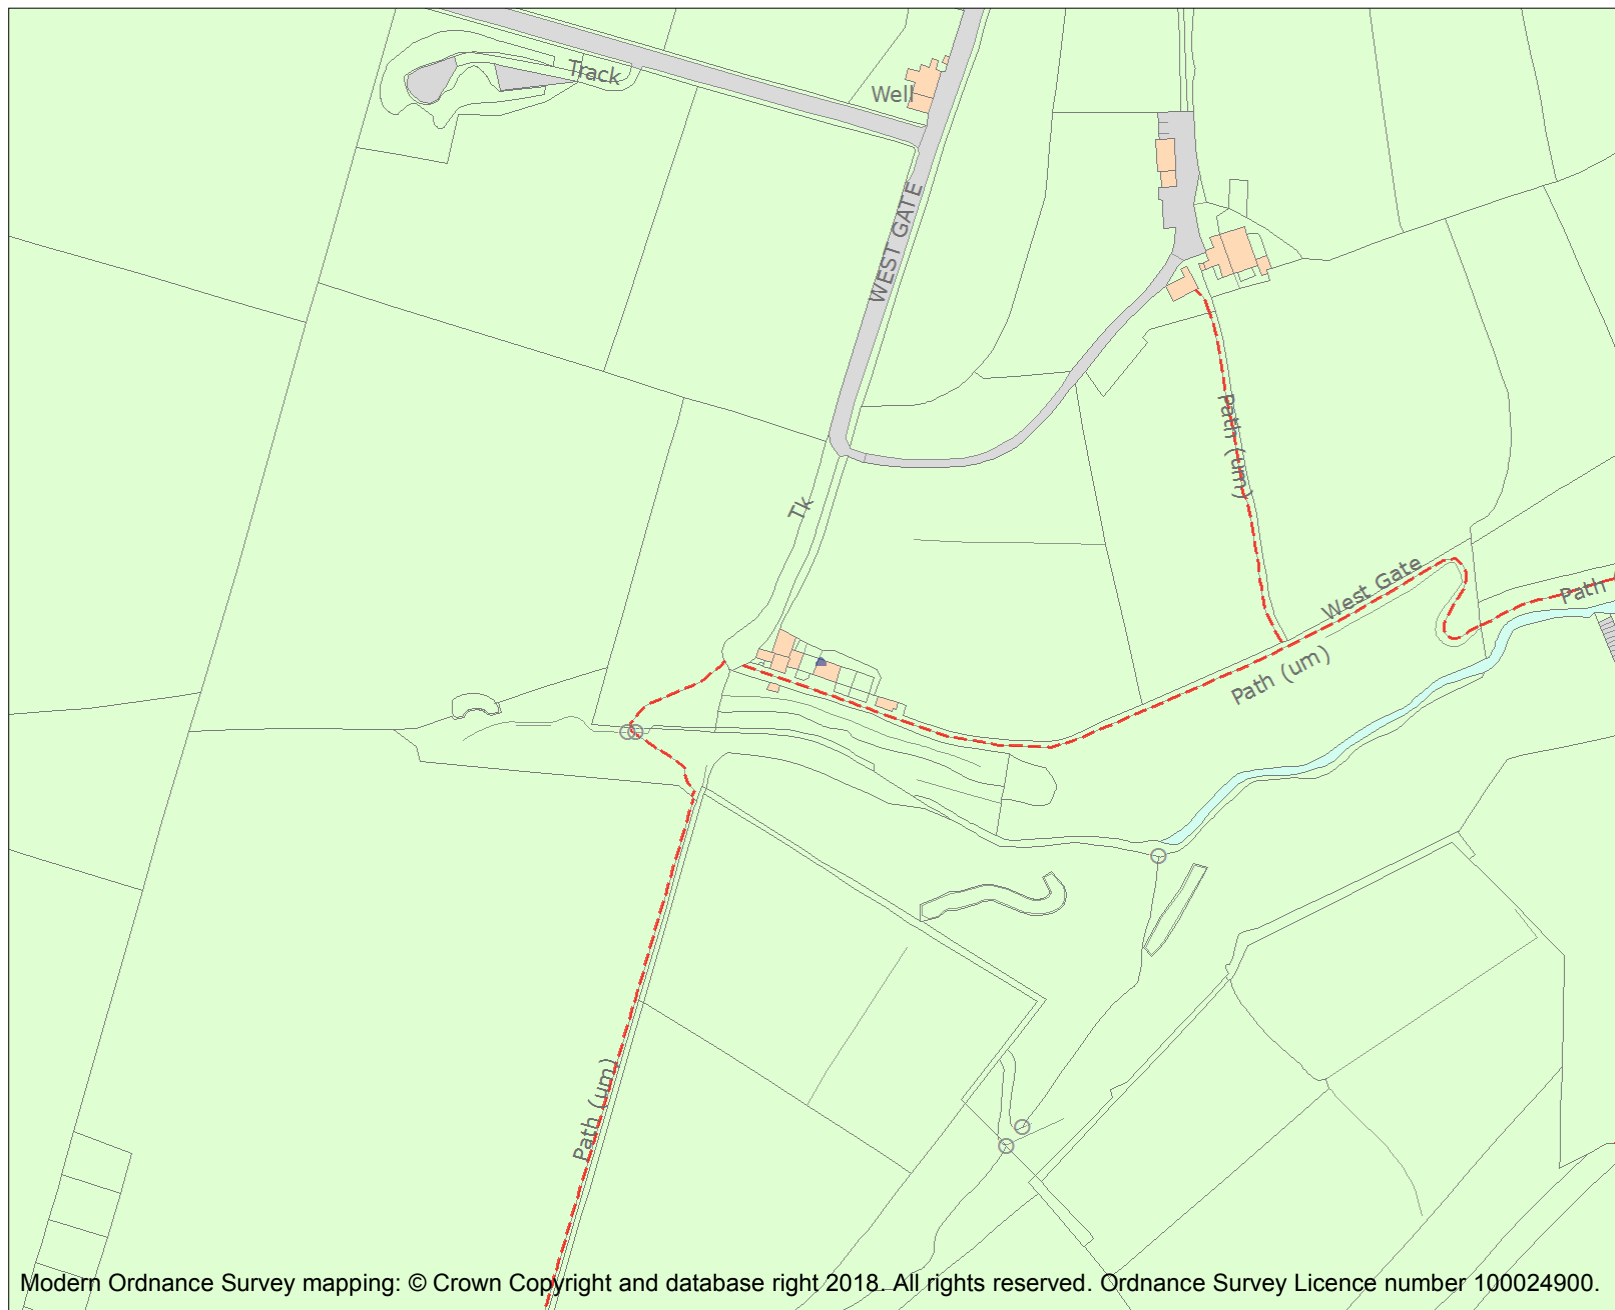 Track
Well
WEST GATE
Path (um)
Tk
West Gate
Path
Path (um)
Path (um)
Modern Ordnance Survey mapping: © Crown Copyright and database right 2018. All rights reserved. Ordnance Survey Licence number 100024900.